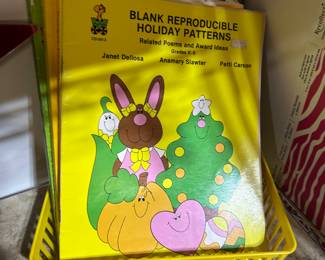 BLANK REPRODUCIBLE
HOLIDAY PATTERNS
Related Poems and Award Ideas
Grades K-6
Janet Dellosa Anamary Slawter Patti Carson